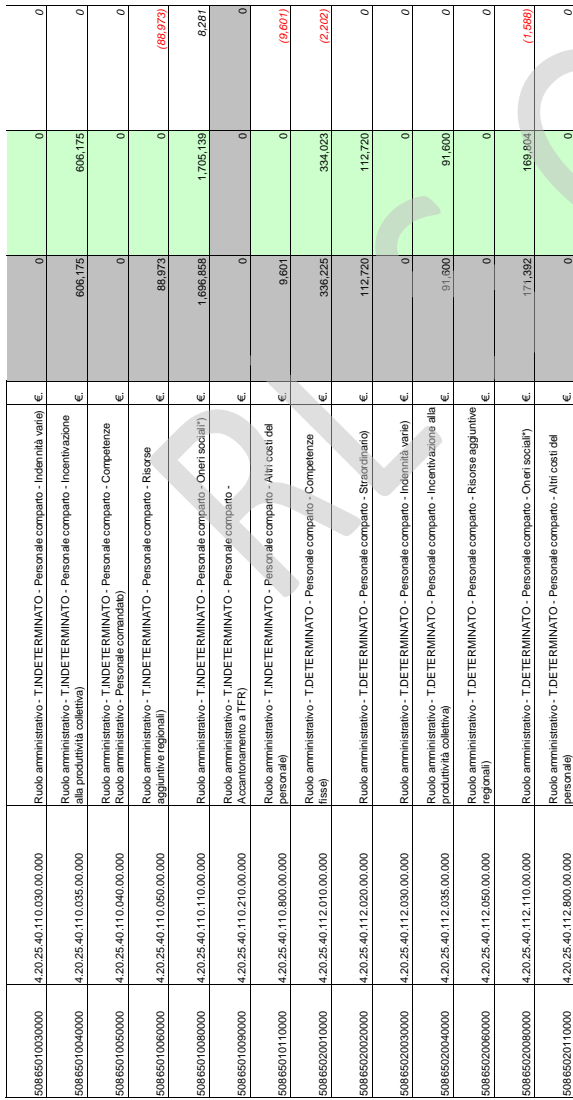 50865010030000 4.20.25.40.110.030.00.000 Ruolo amministrativo - T.INDETERMINATO - Personale comparto - Indennità varie) €. 0 0 0
50865010040000 4.20.25.40.110.035.00.000 Ruolo amministrativo - T.INDETERMINATO - Personale comparto - Incentivazione
alla produttività collettiva) €. 606,175 606,175 0
50865010050000 4.20.25.40.110.040.00.000 Ruolo amministrativo - T.INDETERMINATO - Personale comparto - Competenze
Ruolo amministrativo - Personale comandato) €. 0 0 0
50865010060000 4.20.25.40.110.050.00.000 Ruolo amministrativo - T.INDETERMINATO - Personale comparto - Risorse
aggiuntive regionali) €. 88,973 0 (88,973)
50865010080000 4.20.25.40.110.110.00.000 Ruolo amministrativo - T.INDETERMINATO - Personale comparto - Oneri sociali*) €. 1,696,858 1,705,139 8,281
50865010090000 4.20.25.40.110.210.00.000 Ruolo amministrativo - T.INDETERMINATO - Personale comparto -
Accantonamento a TFR) €. 0 0 0
50865010110000 4.20.25.40.110.800.00.000 Ruolo amministrativo - T.INDETERMINATO - Personale comparto - Altri costi del
personale) €. 9,601 0 (9,601)
50865020010000 4.20.25.40.112.010.00.000 Ruolo amministrativo - T.DETERMINATO - Personale comparto - Competenze
fisse) €. 336,225 334,023 (2,202)
50865020020000 4.20.25.40.112.020.00.000 Ruolo amministrativo - T.DETERMINATO - Personale comparto - Straordinario) €. 112,720 112,720 0
50865020030000 4.20.25.40.112.030.00.000 Ruolo amministrativo - T.DETERMINATO - Personale comparto - Indennità varie) €. 0 0 0
50865020040000 4.20.25.40.112.035.00.000 Ruolo amministrativo - T.DETERMINATO - Personale comparto - Incentivazione alla
produttività collettiva) €. 91,600 91,600 0
50865020060000 4.20.25.40.112.050.00.000 Ruolo amministrativo - T.DETERMINATO - Personale comparto - Risorse aggiuntive
regionali) €. 0 0 0
50865020080000 4.20.25.40.112.110.00.000 Ruolo amministrativo - T.DETERMINATO - Personale comparto - Oneri sociali*) €. 171,392 169,804 (1,588)
50865020110000 4.20.25.40.112.800.00.000 Ruolo amministrativo - T.DETERMINATO - Personale comparto - Altri costi del
personale) €. 0 0 0